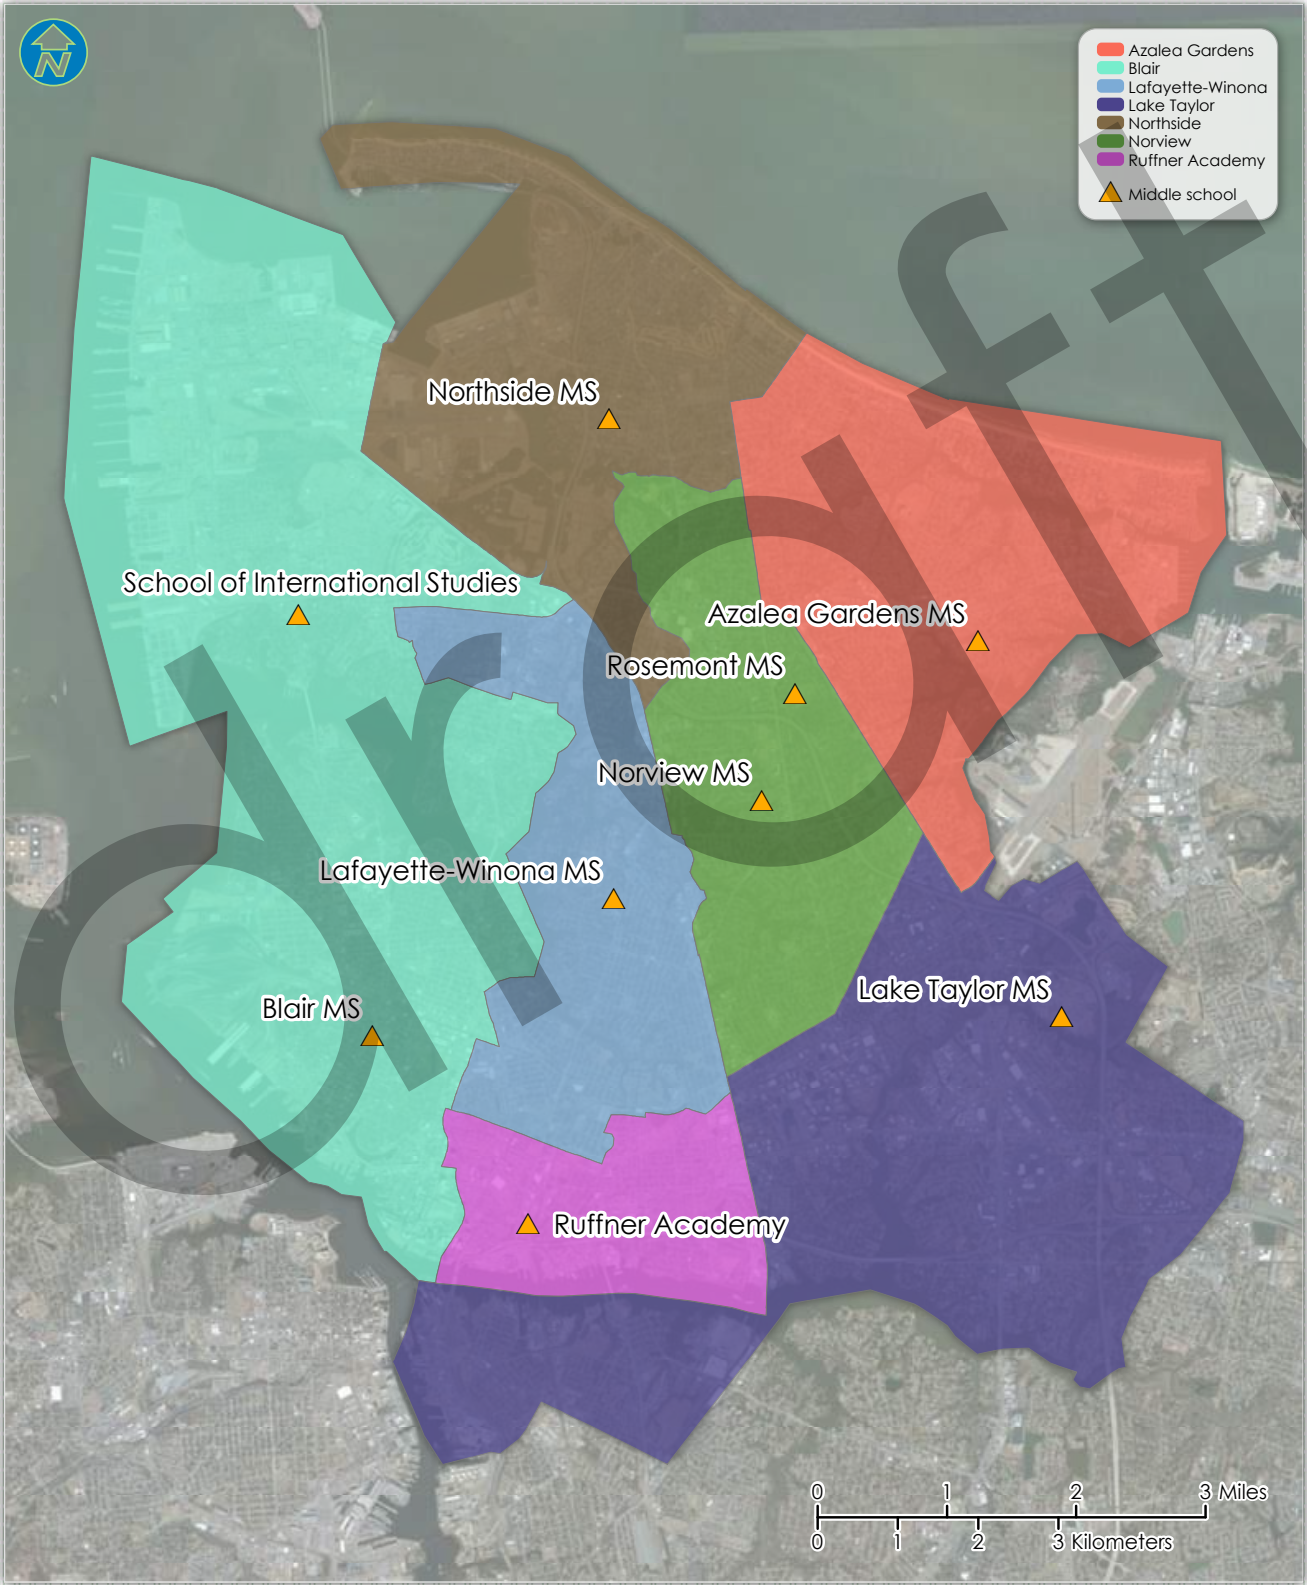 N
Azalea Gardens
Blair
Lafayette-Winona
Lake Taylor
Northside
Norview
Ruffner Academy
Middle school
Northside MS
School of International Studies
Azalea Gardens MS
Rosemont MS
Norview MS
Lafayette-Winona MS
Lake Taylor MS
Blair MS
Ruffner Academy
draft
0 1 2 3 Miles
0 1 2 3 Kilometers